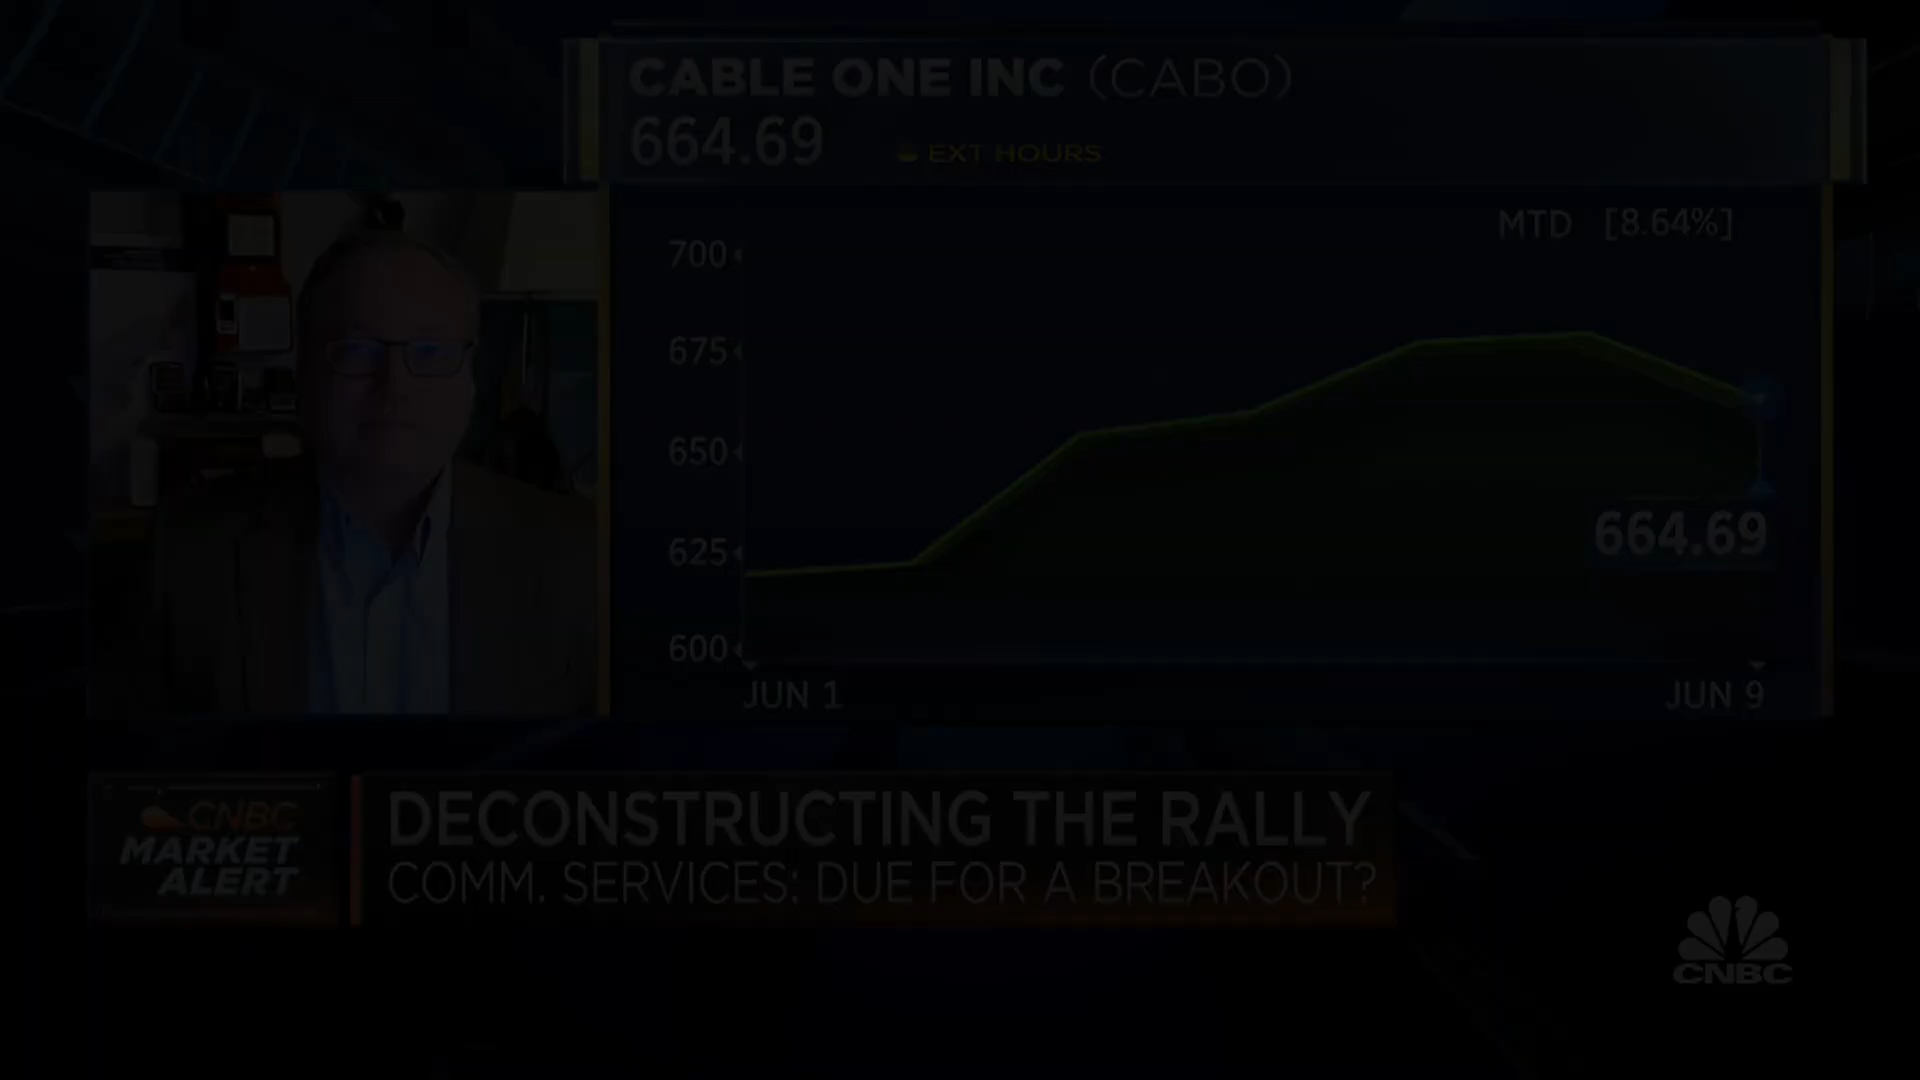 CABLE ONE INC (CABO)
664.69 EXT HOURS
MTD [8.64%]
700
675
650
625
600
664.69
JUN 1 JUN 9
CNBC
MARKET
ALERT
DECONSTRUCTING THE RALLY
COMM. SERVICES: DUE FOR A BREAKOUT?
CNBC